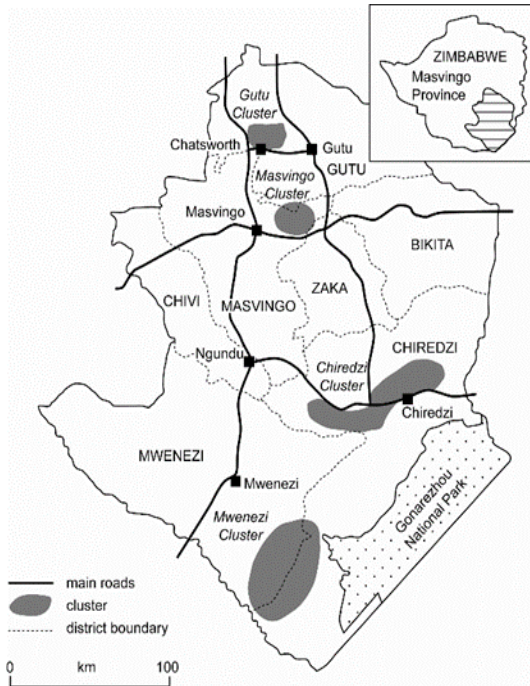 ZIMBABWE
Masvingo
Province
Gutu
Cluster
Chatsworth
Gutu
GUTU
Masvingo
Cluster
Masvingo
BIKITA
ZAKA
CHIVI
MASVINGO
CHIREDZI
Ngundu
Chiredzi
Cluster
Chiredzi
MWENEZI
Mwenezi
Gonarezhou
National Park
Mwenezi
Cluster
main roads
cluster
district boundary
0 km 100